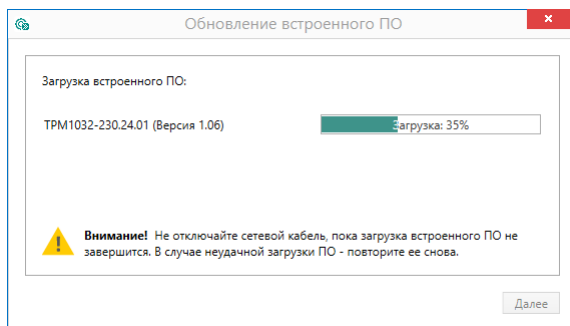 Обновление встроенного ПО
Загрузка встроенного ПО:
ТРМ1032-230.24.01 (Версия 1.06)
Загрузка: 35%
Внимание! Не отключайте сетевой кабель, пока загрузка встроенного ПО не
завершится. В случае неудачной загрузки ПО - повторите ее снова.
Далее